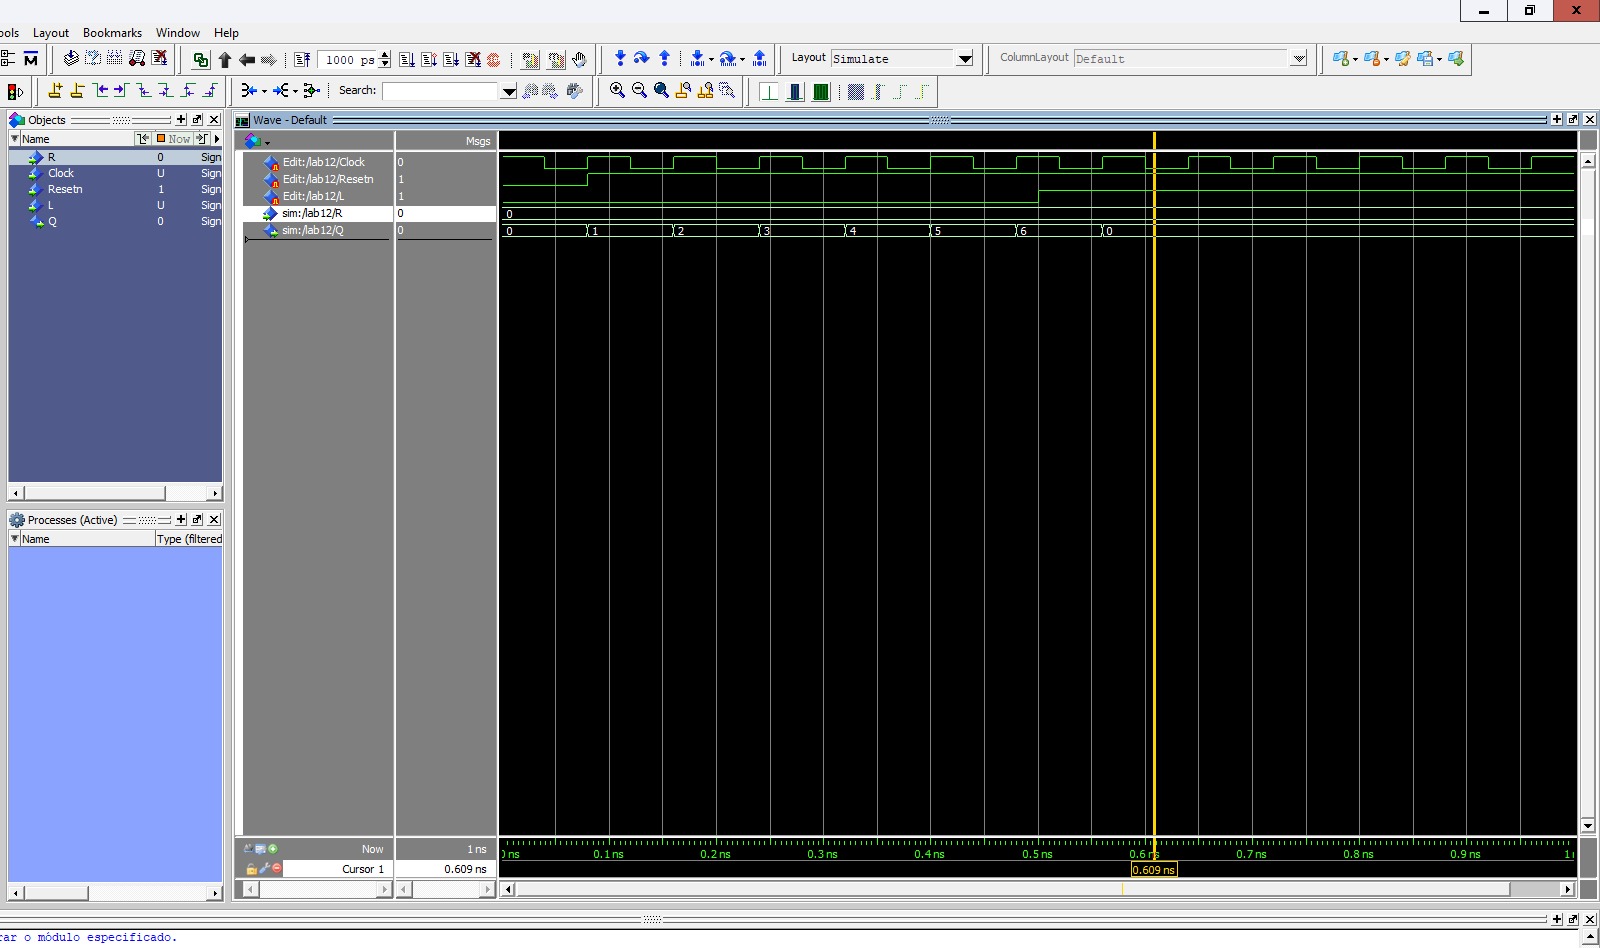 ools Layout Bookmarks Window Help
1000 ps Layout Simulate ColumnLayout Default
Search:
Objects
Name Now
R 0 Sign
Clock U Sign
Resetn 1 Sign
L U Sign
Q 0 Sign
Processes (Active)
Name Type (filtered
Wave - Default
Msgs
Edit:/lab12/Clock 0
Edit:/lab12/Resetn 1
Edit:/lab12/L 1
sim:/lab12/R 0 0
sim:/lab12/Q 0 0 1 2 3 4 5 6 0
Now 1 ns ns 0.1 ns 0.2 ns 0.3 ns 0.4 ns 0.5 ns 0.6 ns 0.7 ns 0.8 ns 0.9 ns 1
Cursor 1 0.609 ns 0.609 ns
rar o módulo especificado.